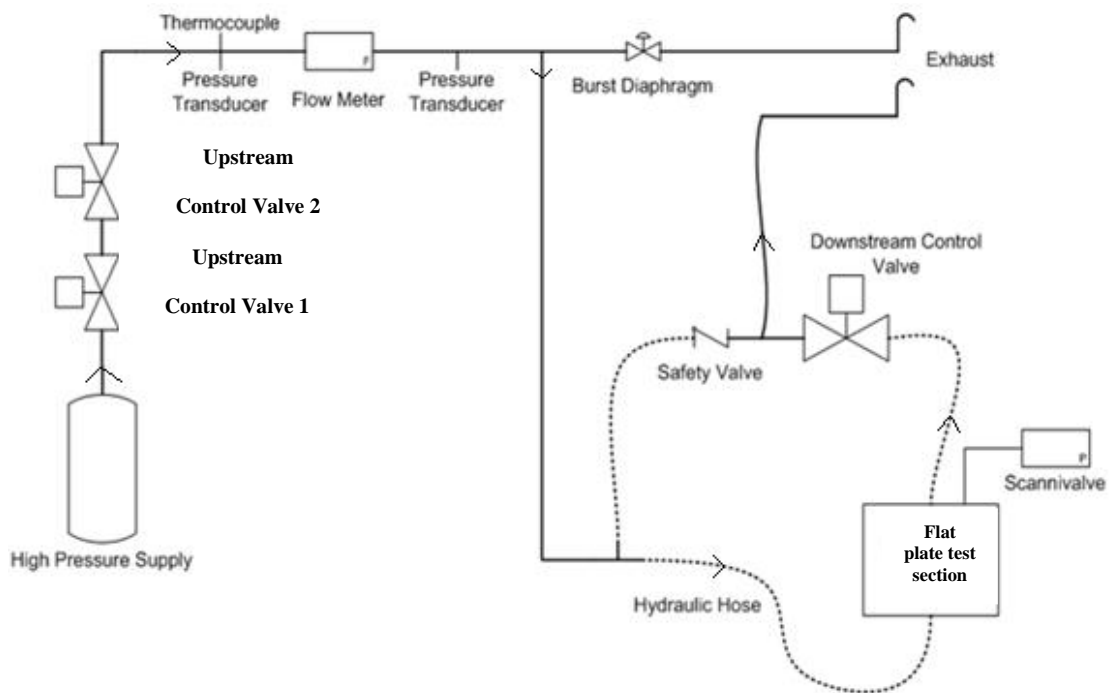 Thermocouple
Pressure
Transducer
F
Flow Meter
Pressure
Transducer
Burst Diaphragm
Exhaust
Upstream
Control Valve 2
Upstream
Control Valve 1
Downstream Control
Valve
Safety Valve
High Pressure Supply
Hydraulic Hose
P
Scannivalve
Flat
plate test
section